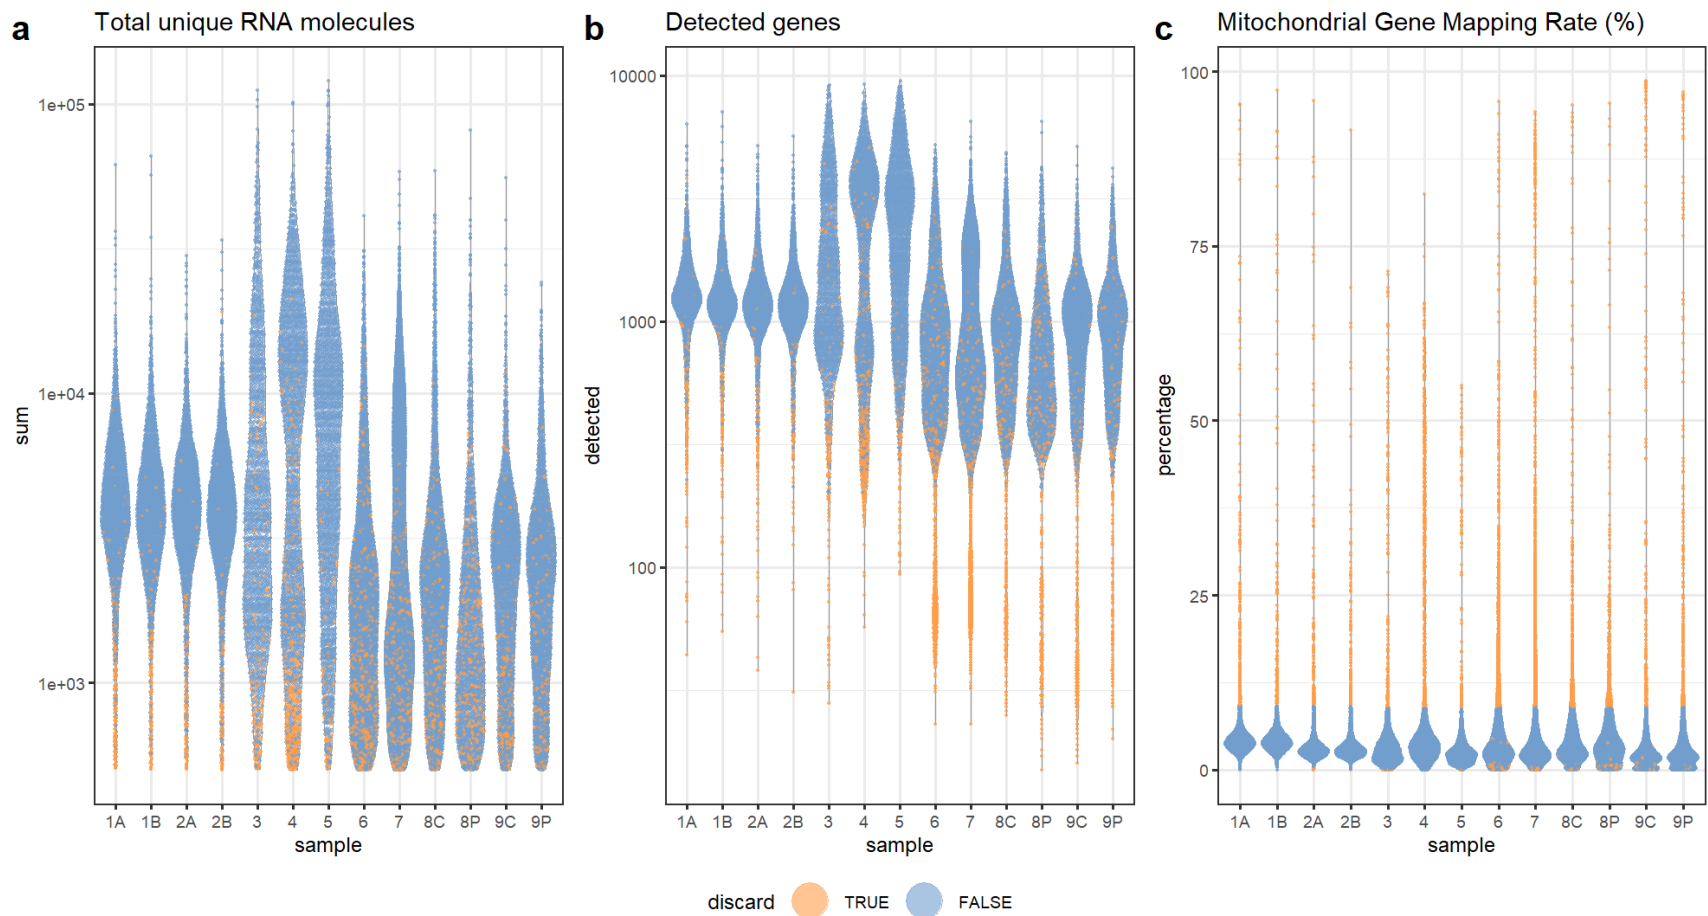 a Total unique RNA molecules
sum
1e+05
1e+04
1e+03
1A 1B 2A 2B 3 4 5 6 7 8C 8P 9C 9P
sample
b Detected genes
detected
10000
1000
100
1A 1B 2A 2B 3 4 5 6 7 8C 8P 9C 9P
sample
c Mitochondrial Gene Mapping Rate (%)
percentage
100
75
50
25
0
1A 1B 2A 2B 3 4 5 6 7 8C 8P 9C 9P
sample
discard TRUE FALSE